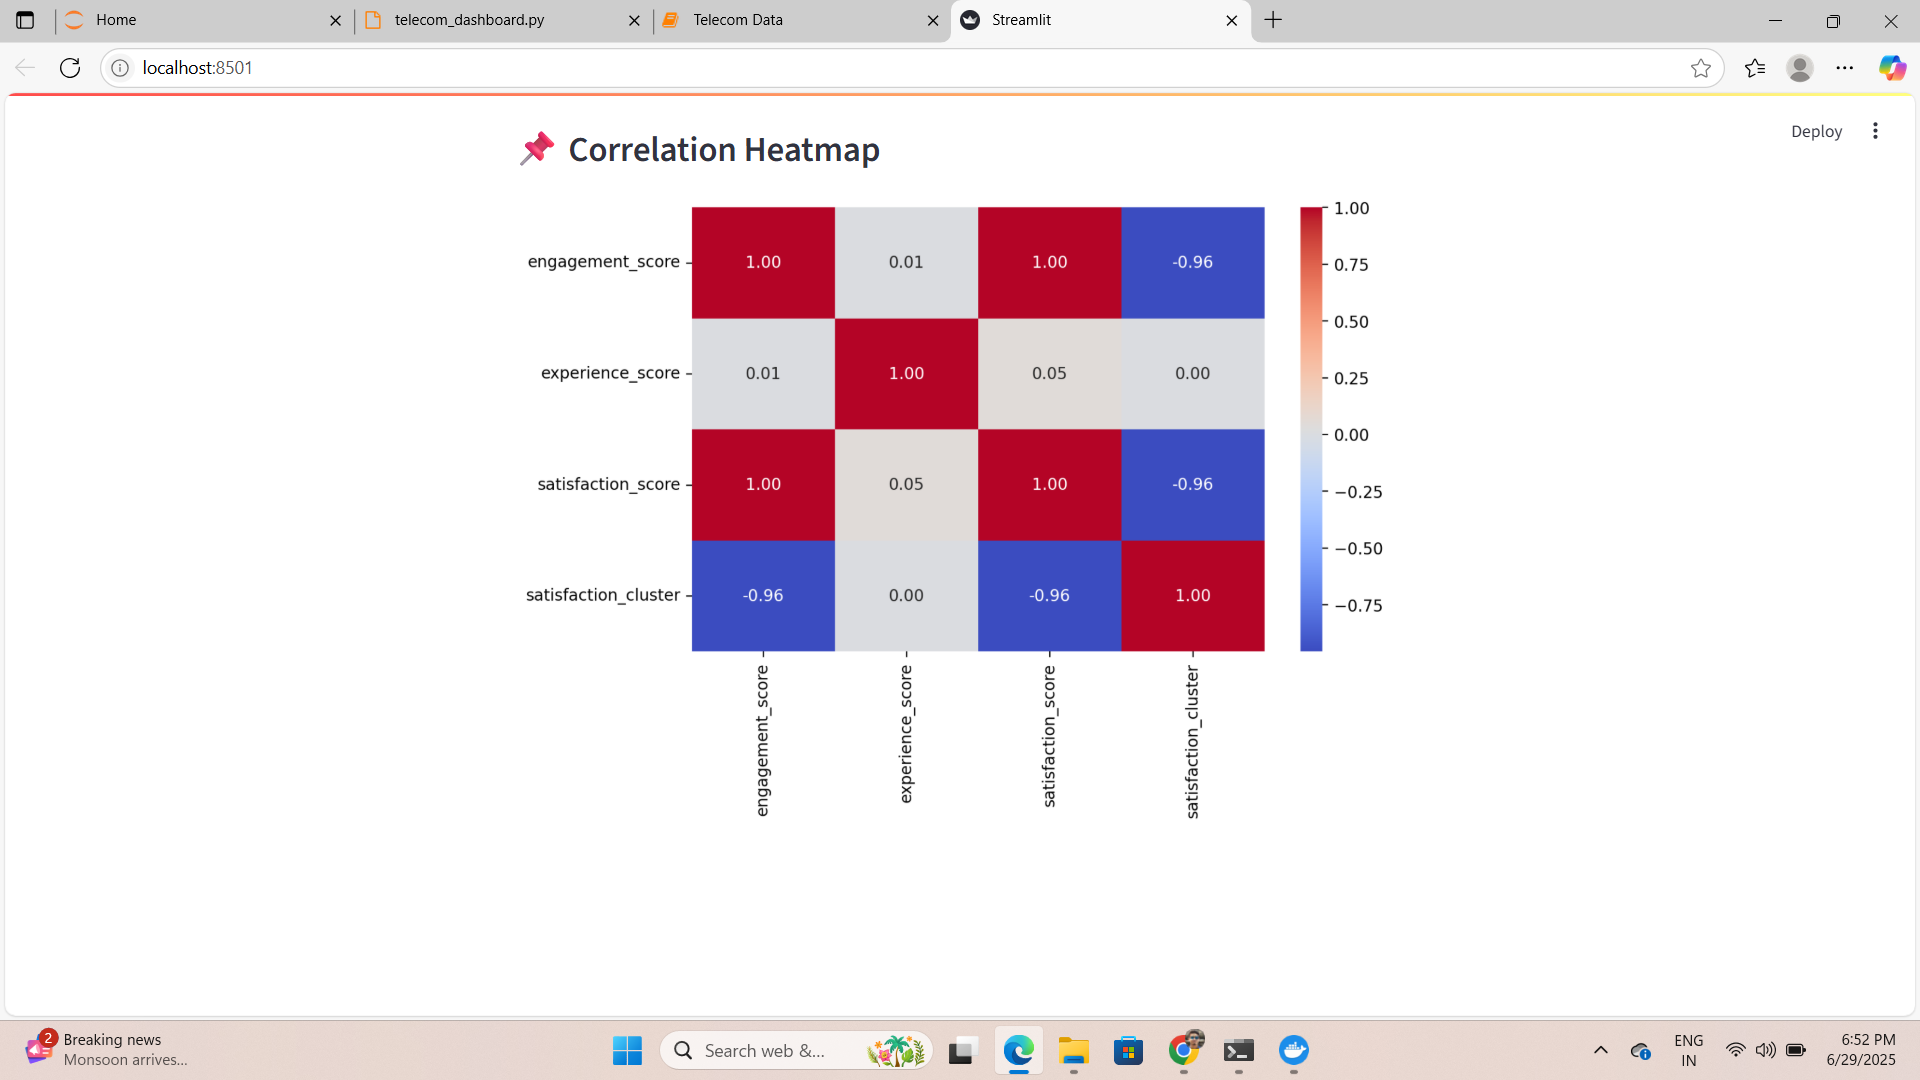 Home
telecom_dashboard.py
Telecom Data
Streamlit
localhost:8501
Deploy
Correlation Heatmap
engagement_score
1.00
0.01
1.00
-0.96
experience_score
0.01
1.00
0.05
0.00
satisfaction_score
1.00
0.05
1.00
-0.96
satisfaction_cluster
-0.96
0.00
-0.96
1.00
engagement_score
experience_score
satisfaction_score
satisfaction_cluster
1.00
0.75
0.50
0.25
0.00
−0.25
−0.50
−0.75
2
Breaking news
Monsoon arrives...
Search web &...
ENG
IN
6:52 PM
6/29/2025